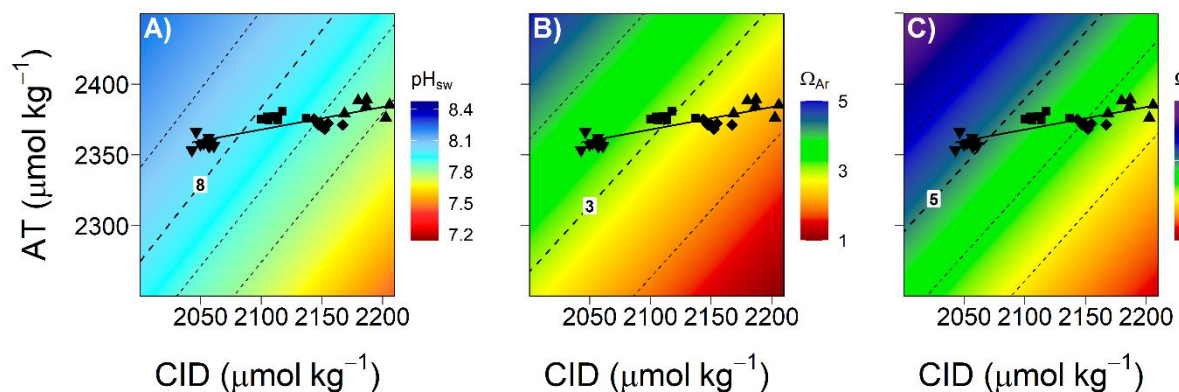 A)
B)
C)
pH_sw
8.4
8.1
7.8
7.5
7.2
Ω_Ar
5
3
1
Ω
2400
2350
2300
AT (μmol kg⁻¹)
8
3
5
2050 2100 2150 2200
2050 2100 2150 2200
2050 2100 2150 2200
CID (μmol kg⁻¹)
CID (μmol kg⁻¹)
CID (μmol kg⁻¹)